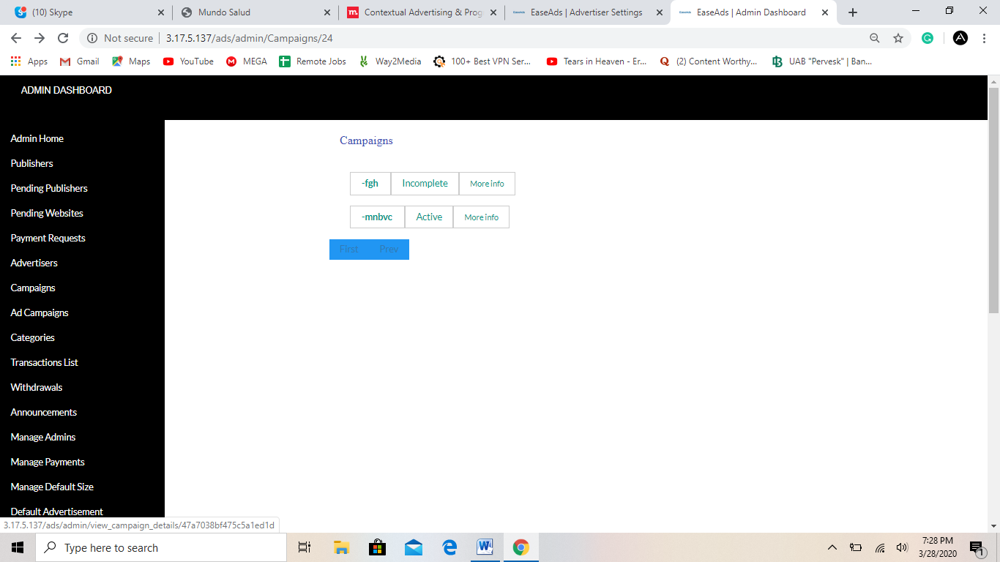 (10) Skype
Mundo Salud
Contextual Advertising & Prog
EaseAds | Advertiser Settings
EaseAds | Admin Dashboard
Not secure
3.17.5.137/ads/admin/Campaigns/24
Apps
Gmail
Maps
YouTube
MEGA
Remote Jobs
Way2Media
100+ Best VPN Ser...
Tears in Heaven - Er...
(2) Content Worthy...
UAB "Pervesk" | Ban...
ADMIN DASHBOARD
Admin Home
Publishers
Pending Publishers
Pending Websites
Payment Requests
Advertisers
Campaigns
Ad Campaigns
Categories
Transactions List
Withdrawals
Announcements
Manage Admins
Manage Payments
Manage Default Size
Default Advertisement
Campaigns
-fgh Incomplete More info
-mnbvc Active More info
First Prev
3.17.5.137/ads/admin/view_campaign_details/47a7038bf475c5a1ed1d
Type here to search
7:28 PM
3/28/2020
1